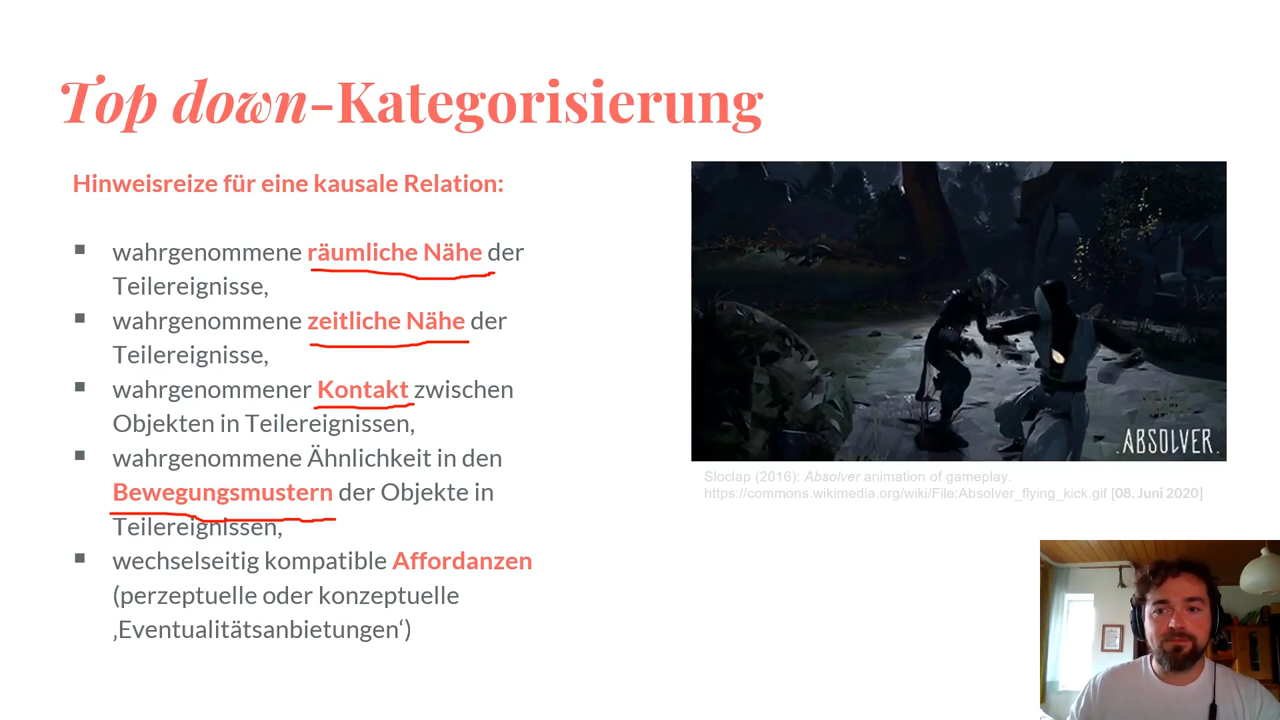 Top down-Kategorisierung
Hinweisreize für eine kausale Relation:
▪ wahrgenommene räumliche Nähe der
Teilereignisse,
▪ wahrgenommene zeitliche Nähe der
Teilereignisse,
▪ wahrgenommener Kontakt zwischen
Objekten in Teilereignissen,
▪ wahrgenommene Ähnlichkeit in den
Bewegungsmustern der Objekte in
Teilereignissen,
▪ wechselseitig kompatible Affordanzen
(perzeptuelle oder konzeptuelle
‚Eventualitätsanbietungen‘)
.ABSOLVER.
Sloclap (2016): Absolver animation of gameplay.
https://commons.wikimedia.org/wiki/File:Absolver_flying_kick.gif [08. Juni 2020]